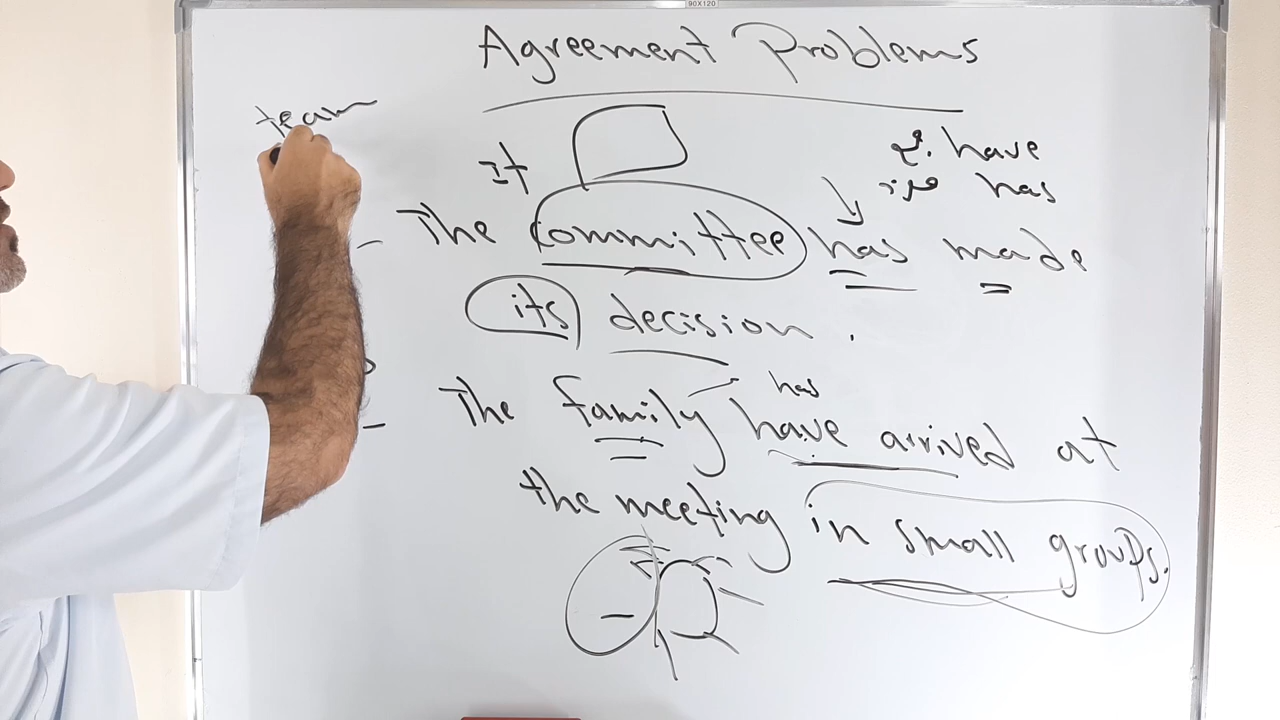 90X120
Agreement Problems
team
It
ج. have
مفرد has
- The committee has made
its decision.
has
- The family have arrived at
the meeting in small groups.